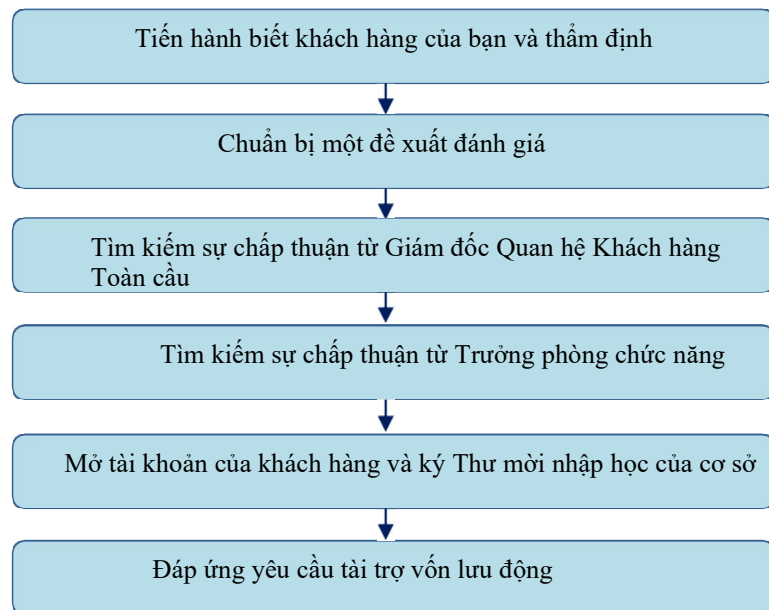 Tiến hành biết khách hàng của bạn và thẩm định
Chuẩn bị một đề xuất đánh giá
Tìm kiếm sự chấp thuận từ Giám đốc Quan hệ Khách hàng
Toàn cầu
Tìm kiếm sự chấp thuận từ Trưởng phòng chức năng
Mở tài khoản của khách hàng và ký Thư mời nhập học của cơ sở
Đáp ứng yêu cầu tài trợ vốn lưu động